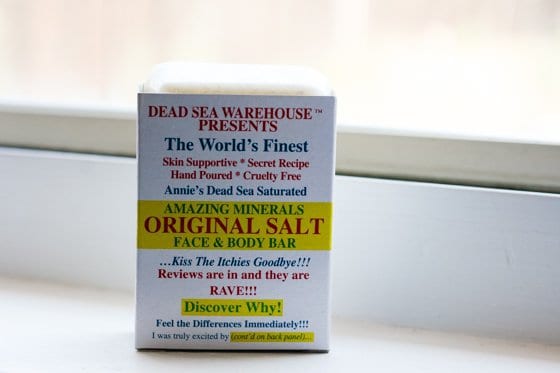 DEAD SEA WAREHOUSE™
PRESENTS
The World's Finest
Skin Supportive * Secret Recipe
Hand Poured * Cruelty Free
Annie's Dead Sea Saturated
AMAZING MINERALS
ORIGINAL SALT
FACE & BODY BAR
...Kiss The Itchies Goodbye!!!
Reviews are in and they are
RAVE!!!
Discover Why!
Feel the Differences Immediately!!!
I was truly excited by (cont'd on back panel)...